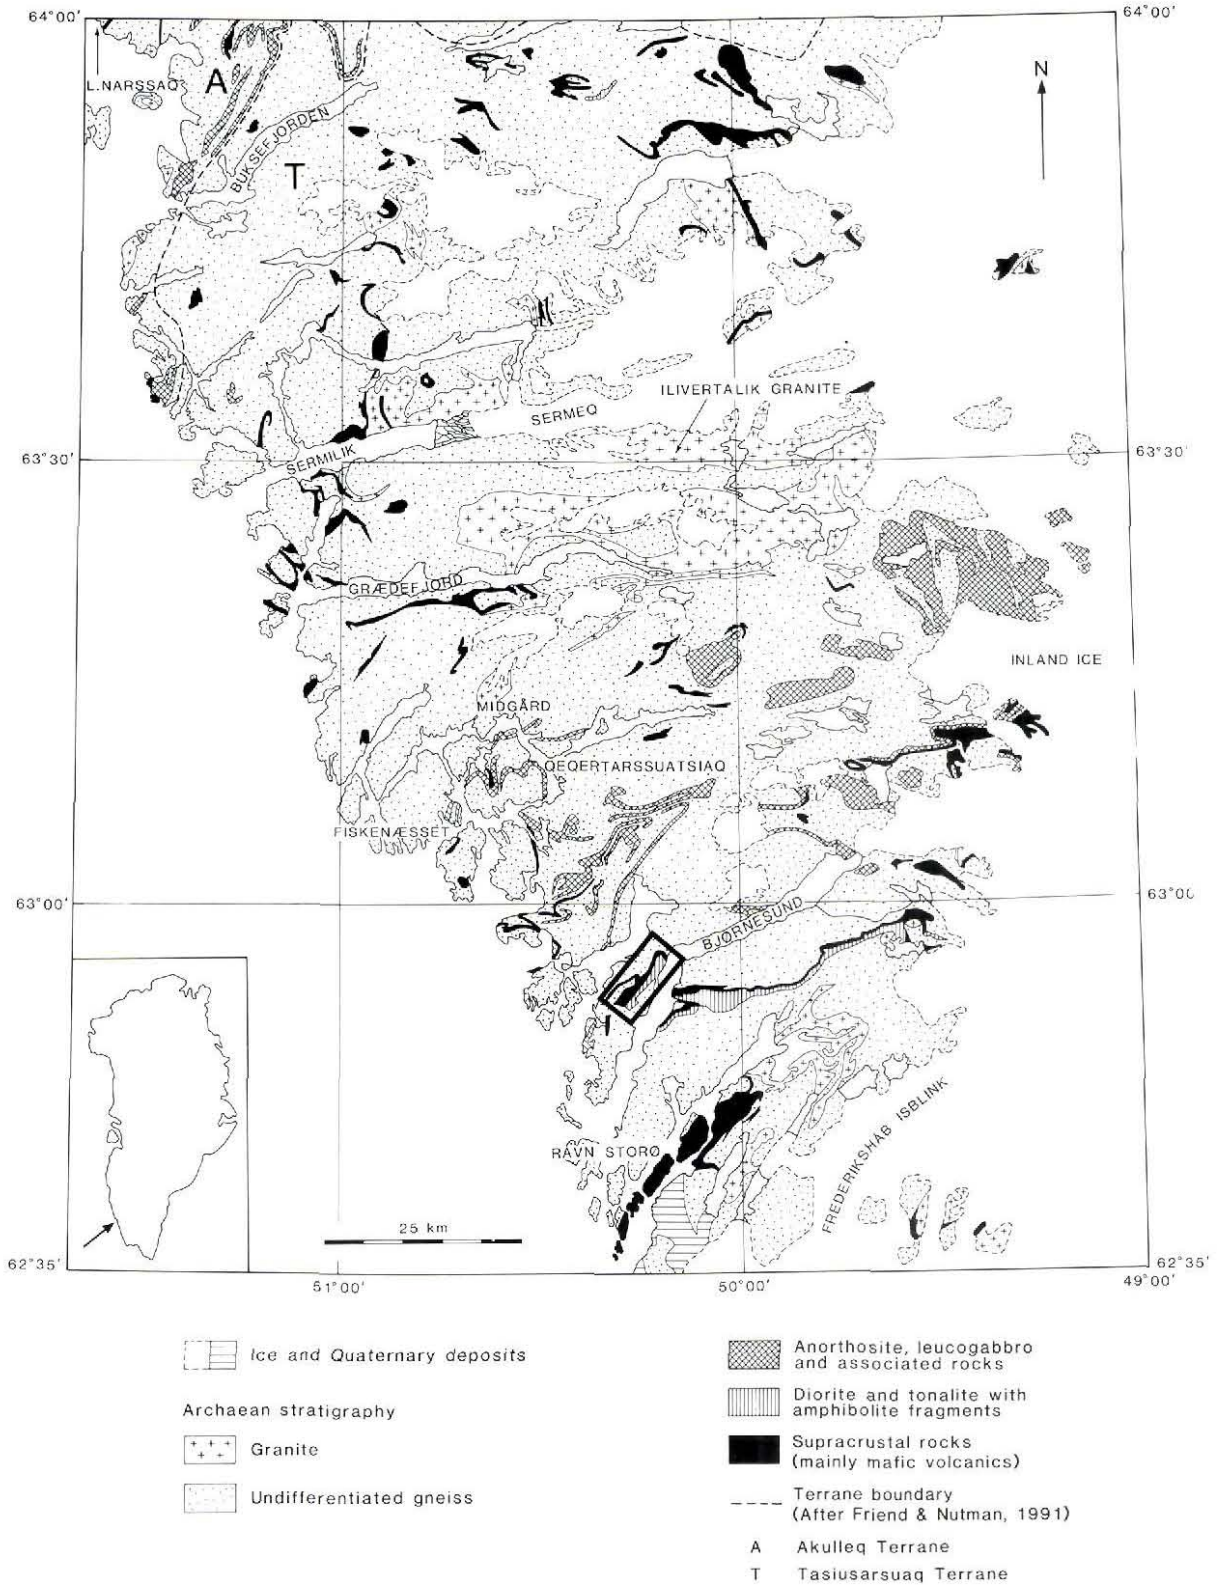 64°00'
64°00'
N
L.NARSSAQ
A
BUKSEFJORDEN
T
ILIVERTALIK GRANITE
SERMEQ
SERMILIK
63°30'
63°30'
GRÆDEFJORD
INLAND ICE
MIDGÅRD
QEQERTARSSUATSIAQ
FISKENÆSSET
63°00'
63°00'
BJØRNESUND
RAVN STORØ
FREDERIKSHÅB ISBLINK
25 km
62°35'
62°35'
51°00'
50°00'
49°00'
Ice and Quaternary deposits
Archaean stratigraphy
Granite
Undifferentiated gneiss
Anorthosite, leucogabbro
and associated rocks
Diorite and tonalite with
amphibolite fragments
Supracrustal rocks
(mainly mafic volcanics)
Terrane boundary
(After Friend & Nutman, 1991)
A Akulleq Terrane
T Tasiusarsuaq Terrane